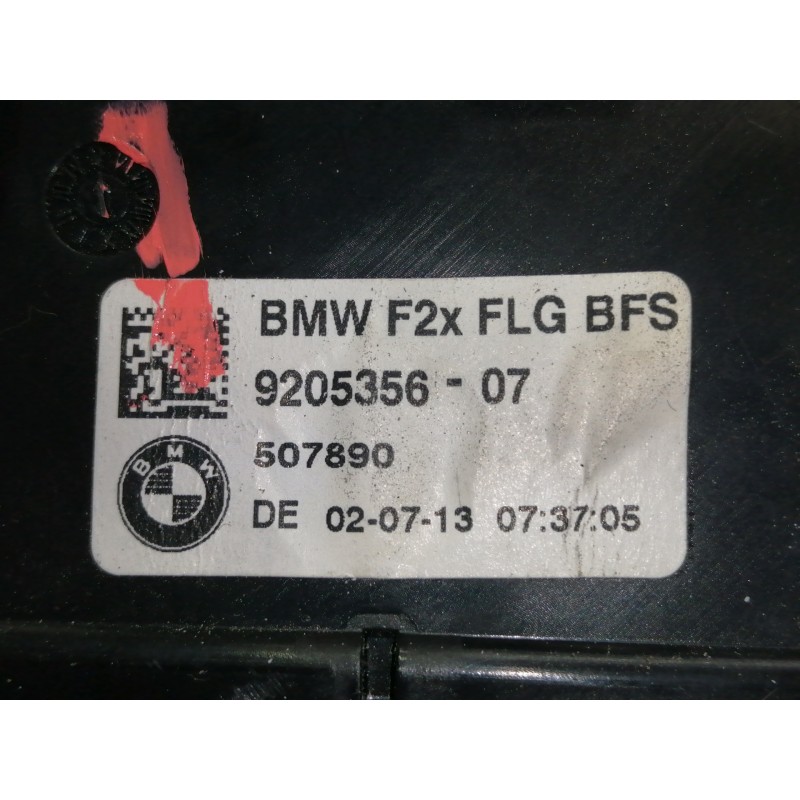 BMW F2x FLG BFS
9205356 - 07
507890
BMW
DE 02-07-13 07:37:05